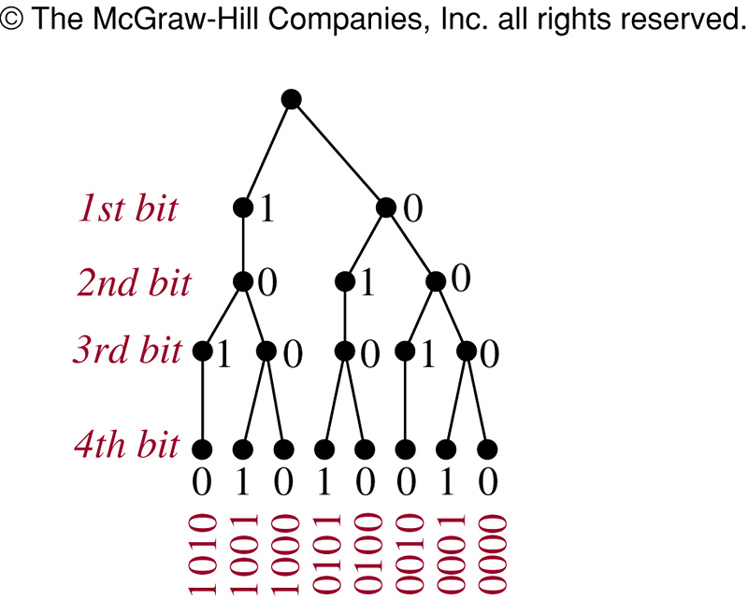 © The McGraw-Hill Companies, Inc. all rights reserved.
1st bit 1 0
2nd bit 0 1 0
3rd bit 1 0 0 1 0
4th bit
0 1 0 1 0 0 1 0
1010 1001 1000 0101 0100 0010 0001 0000